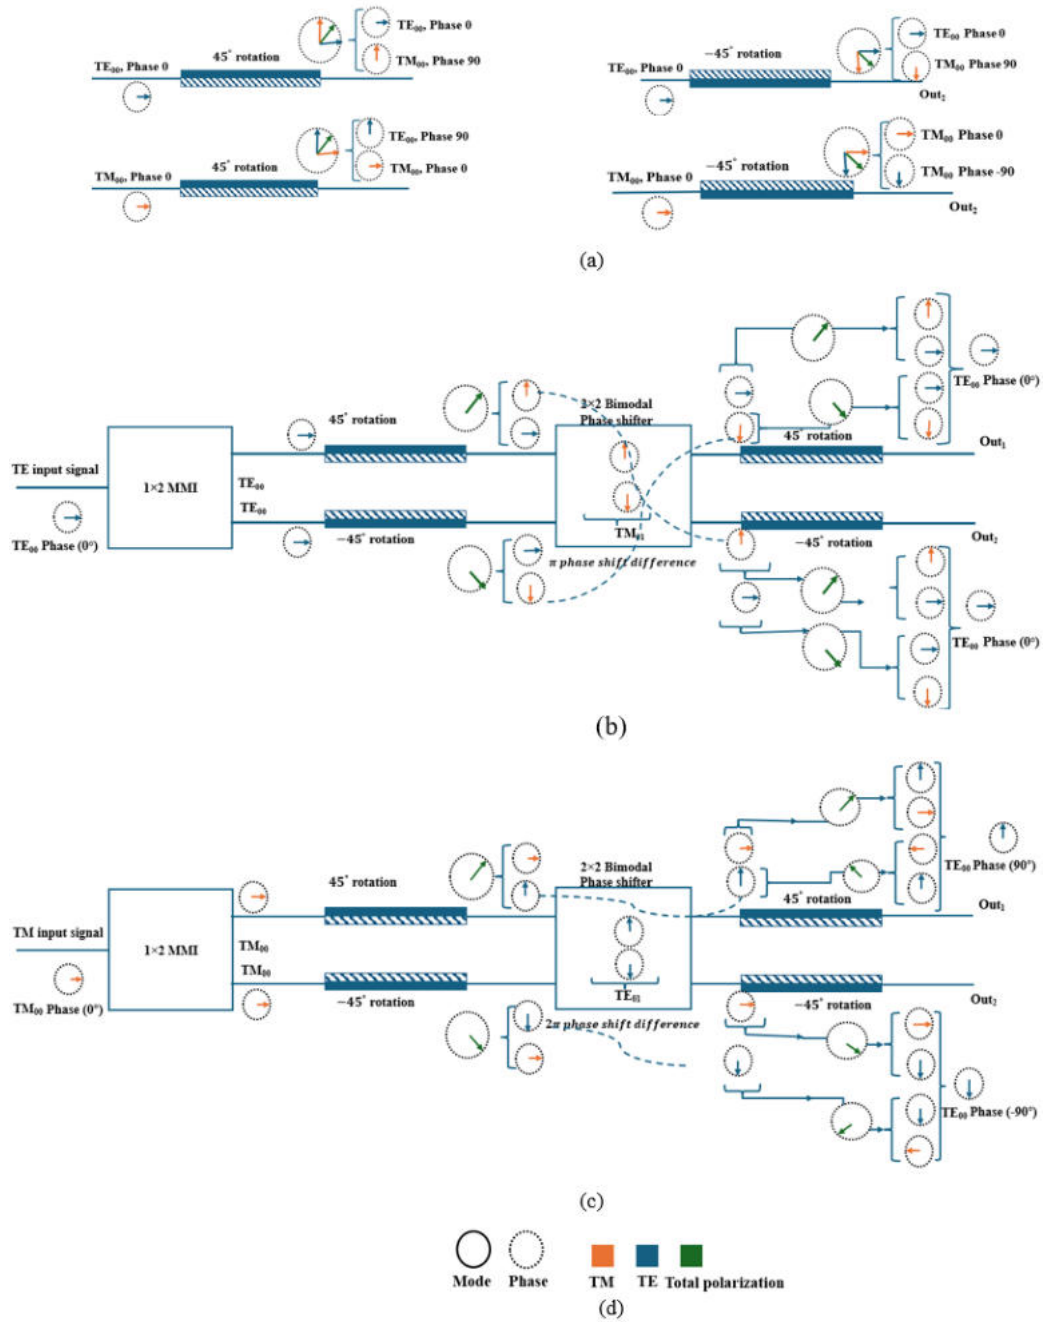 45° rotation
TE₀₀, Phase 0
TE₀₀, Phase 0
TM₀₀, Phase 90
−45° rotation
TE₀₀, Phase 0
TE₀₀ Phase 0
TM₀₀ Phase 90
Out₂
45° rotation
TM₀₀, Phase 0
TE₀₀, Phase 90
TM₀₀, Phase 0
−45° rotation
TM₀₀, Phase 0
TM₀₀ Phase 0
TM₀₀ Phase -90
Out₂
(a)
TE input signal
TE₀₀ Phase (0°)
1×2 MMI
45° rotation
TE₀₀
TE₀₀
−45° rotation
Bimodal
Phase shifter
π phase shift difference
45° rotation
Out₁
TE₀₀ Phase (0°)
−45° rotation
Out₂
TE₀₀ Phase (0°)
(b)
TM input signal
TM₀₀ Phase (0°)
1×2 MMI
45° rotation
TM₀₀
TM₀₀
−45° rotation
2×2 Bimodal
Phase shifter
TE₀₁
2π phase shift difference
45° rotation
TE₀₀ Phase (90°)
−45° rotation
Out₂
TE₀₀ Phase (-90°)
(c)
Mode
Phase
TM
TE
Total polarization
(d)